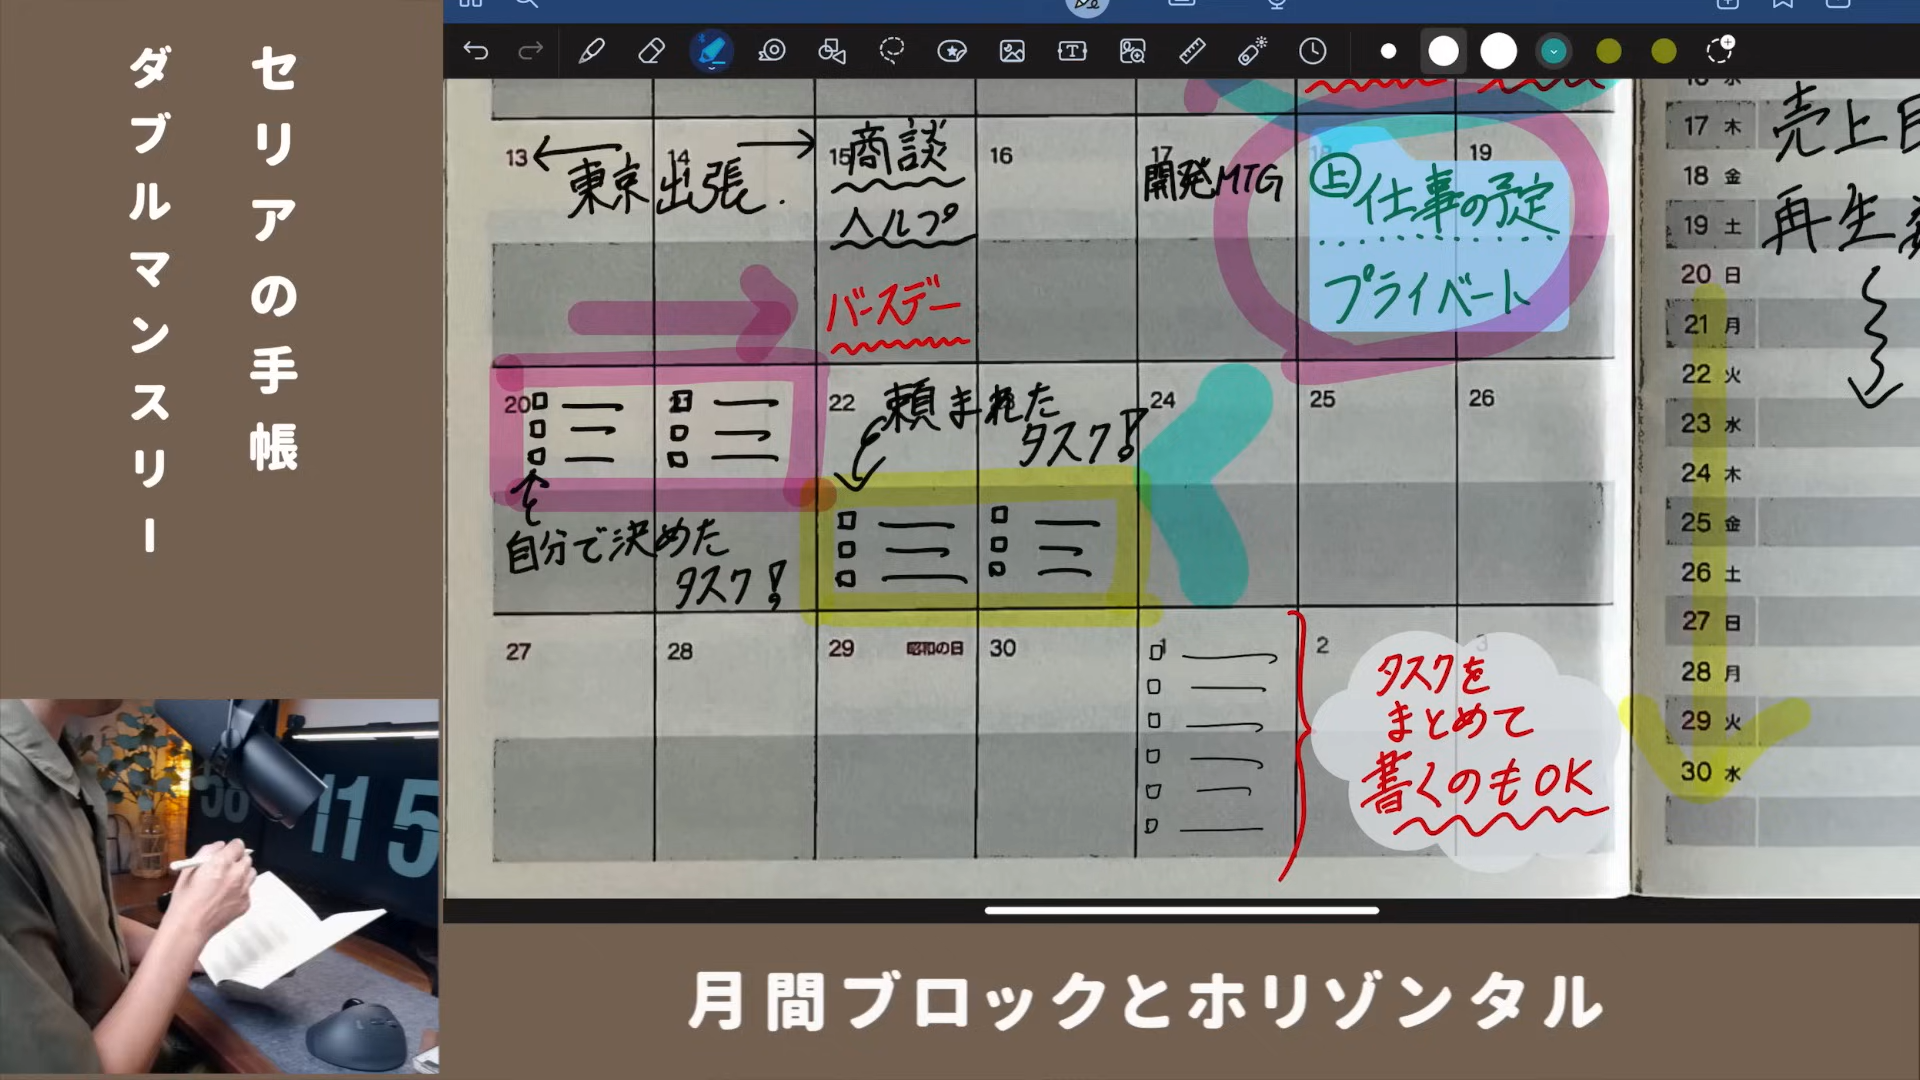 セリアの手帳
ダブルマンスリー
13
14
15
16
17
19
東京出張.
商談
ヘルプ
バースデー
開発MTG
上 仕事の予定
プライベート
20
22
24
25
26
頼まれた
タスク!
自分で決めた
タスク!
27
28
29 昭和の日
30
1
2
3
タスクを
まとめて
書くのもOK
17 木
18 金
19 土
20 日
21 月
22 火
23 水
24 木
25 金
26 土
27 日
28 月
29 火
30 水
売上
再生
115
月間ブロックとホリゾンタル